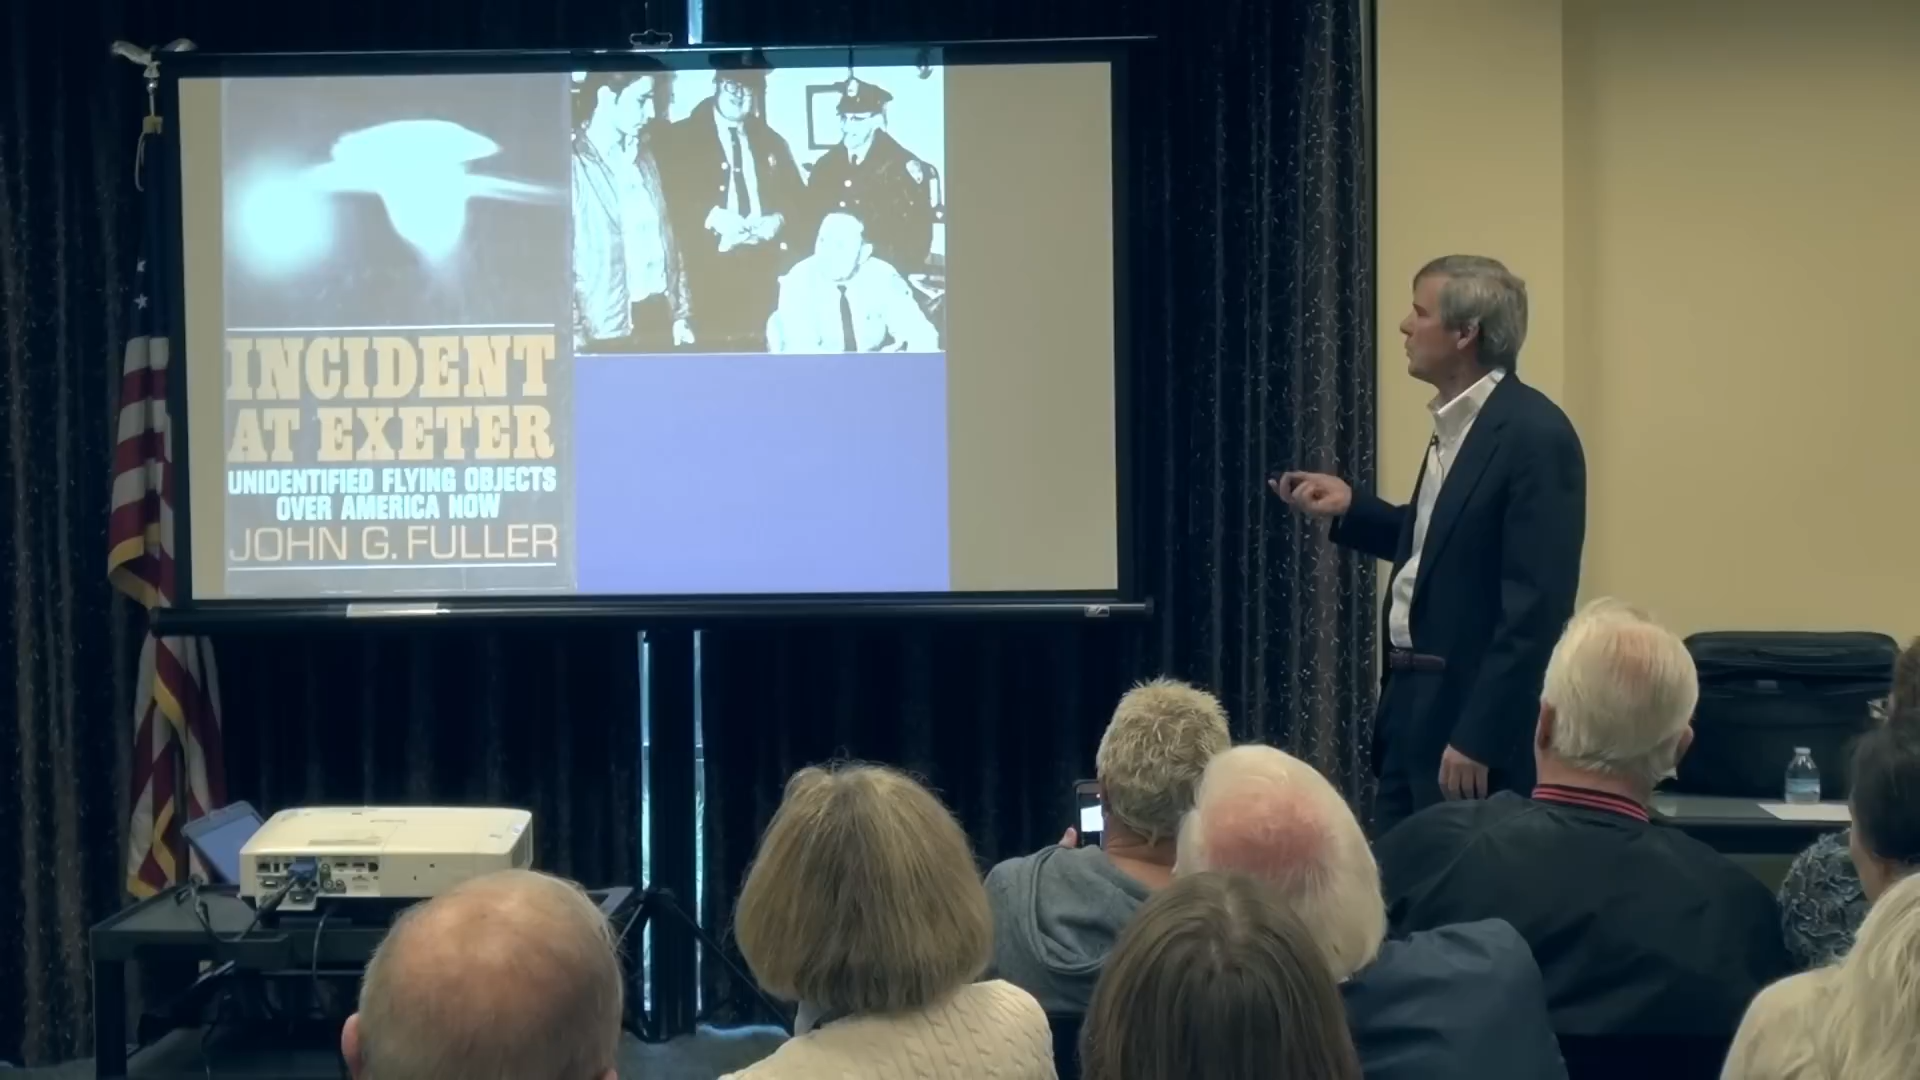 INCIDENT
AT EXETER
UNIDENTIFIED FLYING OBJECTS
OVER AMERICA NOW
JOHN G. FULLER